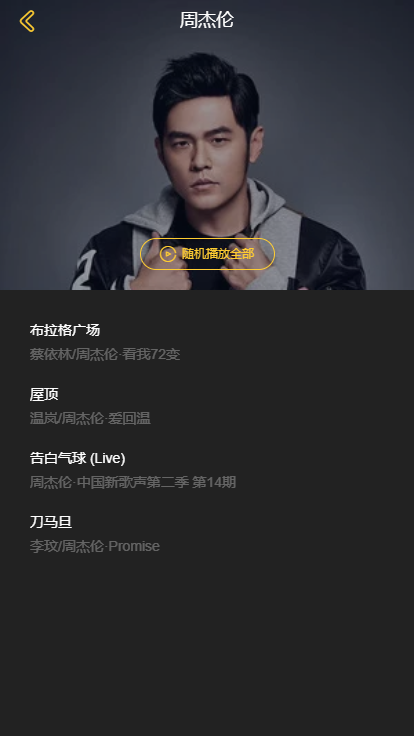 周杰伦
随机播放全部
布拉格广场
蔡依林/周杰伦·看我72变
屋顶
温岚/周杰伦·爱回温
告白气球 (Live)
周杰伦·中国新歌声第二季 第14期
刀马旦
李玟/周杰伦·Promise